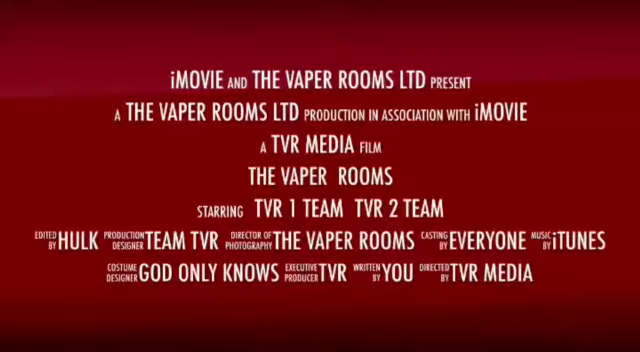 iMOVIE AND THE VAPER ROOMS LTD PRESENT
A THE VAPER ROOMS LTD PRODUCTION IN ASSOCIATION WITH iMOVIE
A TVR MEDIA FILM
THE VAPER ROOMS
STARRING TVR 1 TEAM TVR 2 TEAM
EDITED BY HULK PRODUCTION DESIGNER TEAM TVR DIRECTOR OF PHOTOGRAPHY THE VAPER ROOMS CASTING BY EVERYONE MUSIC BY iTUNES
COSTUME DESIGNER GOD ONLY KNOWS EXECUTIVE PRODUCER TVR WRITTEN BY YOU DIRECTED BY TVR MEDIA